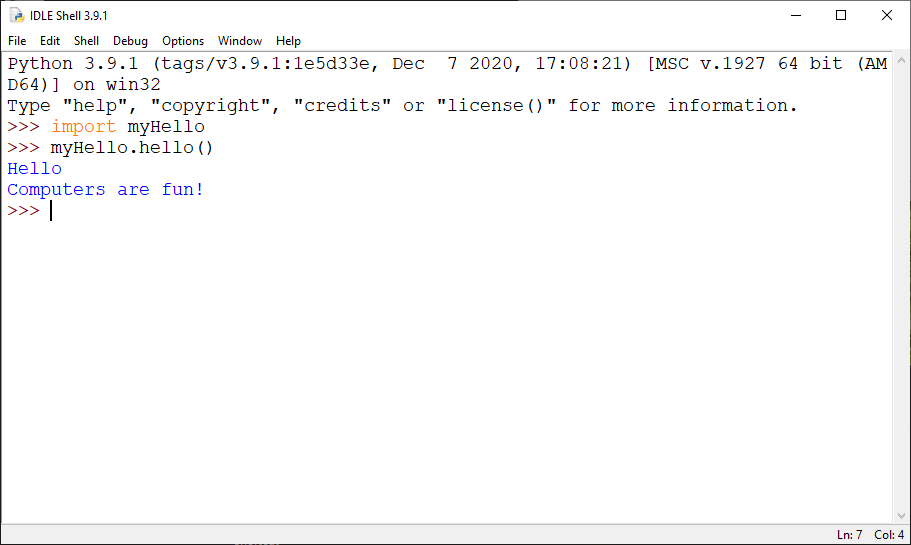 IDLE Shell 3.9.1
File Edit Shell Debug Options Window Help
Python 3.9.1 (tags/v3.9.1:1e5d33e, Dec  7 2020, 17:08:21) [MSC v.1927 64 bit (AM
D64)] on win32
Type "help", "copyright", "credits" or "license()" for more information.
>>> import myHello
>>> myHello.hello()
Hello
Computers are fun!
>>>
Ln: 7 Col: 4